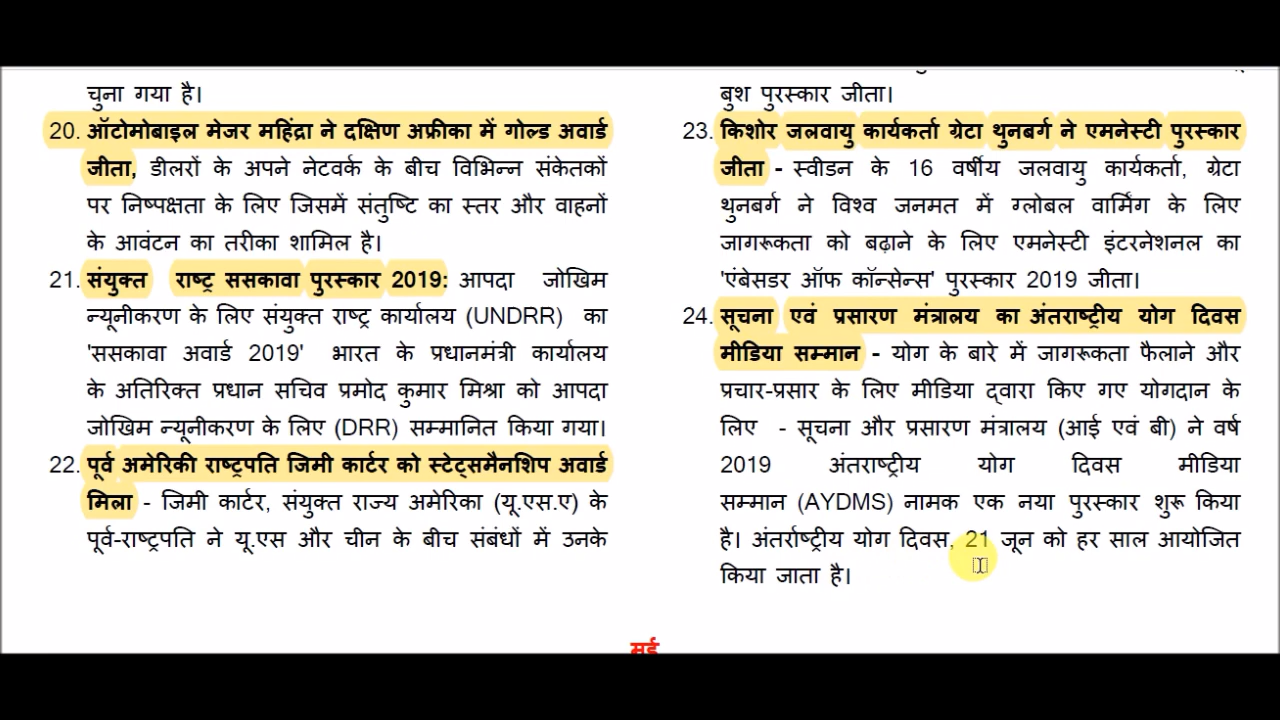 चुना गया है।
20. ऑटोमोबाइल मेजर महिंद्रा ने दक्षिण अफ्रीका में गोल्ड अवार्ड
जीता, डीलरों के अपने नेटवर्क के बीच विभिन्न संकेतकों
पर निष्पक्षता के लिए जिसमें संतुष्टि का स्तर और वाहनों
के आवंटन का तरीका शामिल है।
21. संयुक्त राष्ट्र ससकावा पुरस्कार 2019: आपदा जोखिम
न्यूनीकरण के लिए संयुक्त राष्ट्र कार्यालय (UNDRR) का
'ससकावा अवार्ड 2019' भारत के प्रधानमंत्री कार्यालय
के अतिरिक्त प्रधान सचिव प्रमोद कुमार मिश्रा को आपदा
जोखिम न्यूनीकरण के लिए (DRR) सम्मानित किया गया।
22. पूर्व अमेरिकी राष्ट्रपति जिमी कार्टर को स्टेट्समैनशिप अवार्ड
मिला - जिमी कार्टर, संयुक्त राज्य अमेरिका (यू.एस.ए) के
पूर्व-राष्ट्रपति ने यू.एस और चीन के बीच संबंधों में उनके
बुश पुरस्कार जीता।
23. किशोर जलवायु कार्यकर्ता ग्रेटा थुनबर्ग ने एमनेस्टी पुरस्कार
जीता - स्वीडन के 16 वर्षीय जलवायु कार्यकर्ता, ग्रेटा
थुनबर्ग ने विश्व जनमत में ग्लोबल वार्मिंग के लिए
जागरूकता को बढ़ाने के लिए एमनेस्टी इंटरनेशनल का
'एंबेसडर ऑफ कॉन्सेन्स' पुरस्कार 2019 जीता।
24. सूचना एवं प्रसारण मंत्रालय का अंतराष्ट्रीय योग दिवस
मीडिया सम्मान - योग के बारे में जागरूकता फैलाने और
प्रचार-प्रसार के लिए मीडिया द्वारा किए गए योगदान के
लिए - सूचना और प्रसारण मंत्रालय (आई एवं बी) ने वर्ष
2019 अंतराष्ट्रीय योग दिवस मीडिया
सम्मान (AYDMS) नामक एक नया पुरस्कार शुरू किया
है। अंतर्राष्ट्रीय योग दिवस, 21 जून को हर साल आयोजित
किया जाता है।
मई